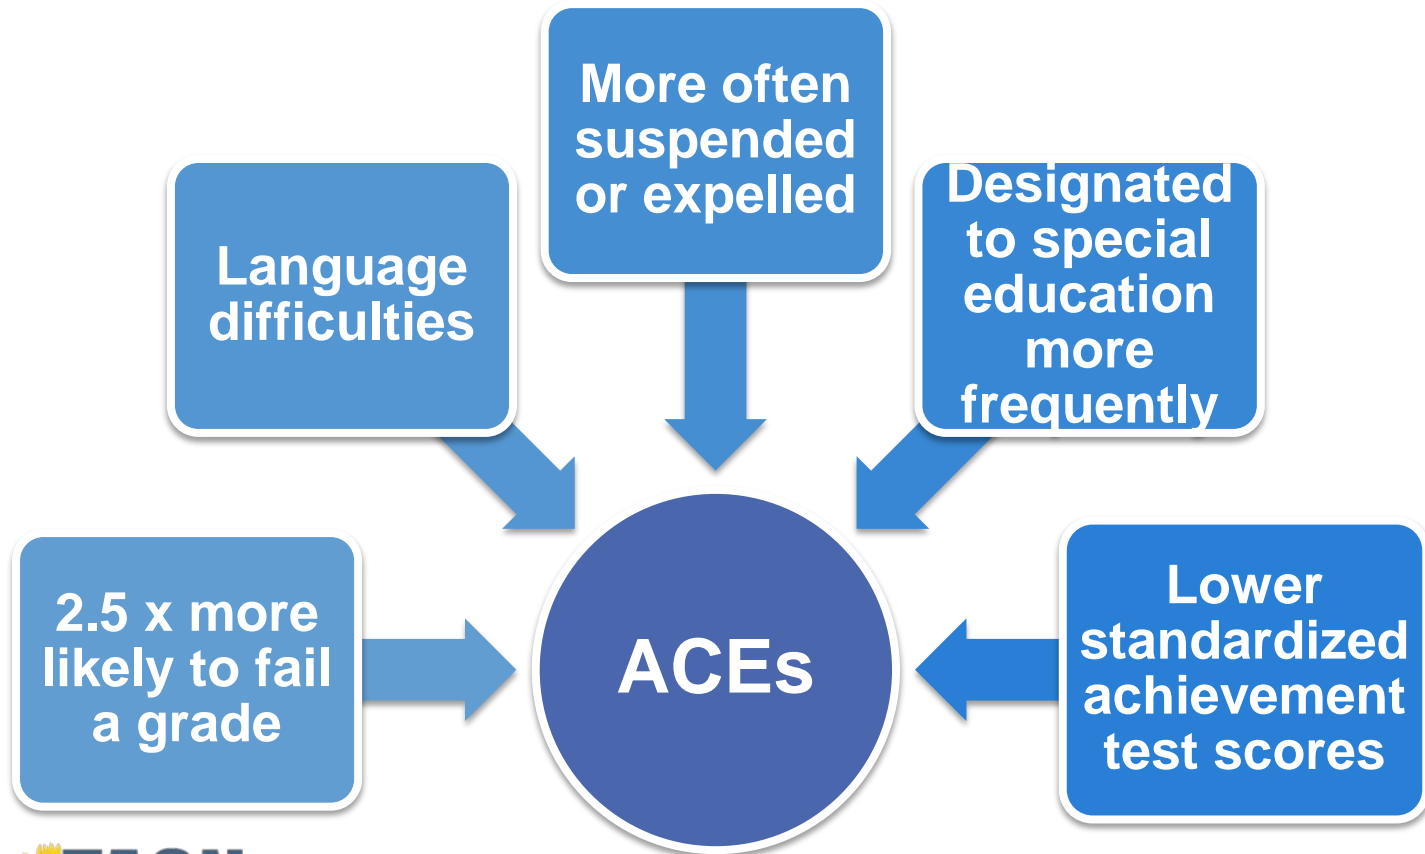 More often
suspended
or expelled
Language
difficulties
Designated
to special
education
more
frequently
2.5 x more
likely to fail
a grade
ACEs
Lower
standardized
achievement
test scores